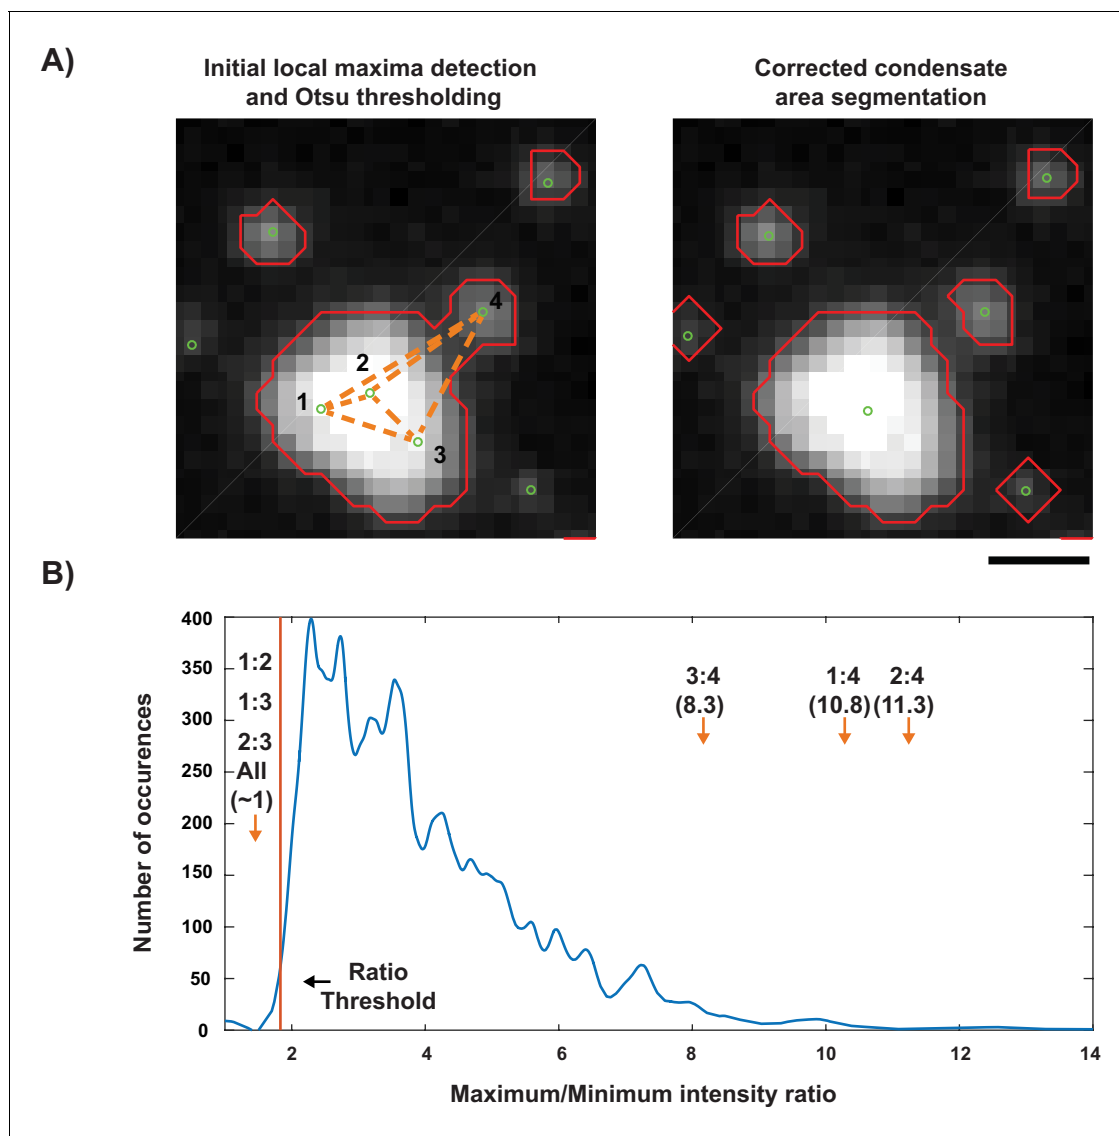 A)
Initial local maxima detection
and Otsu thresholding
Corrected condensate
area segmentation
1
2
3
4
B)
Number of occurences
400
350
300
250
200
150
100
50
0
1:2
1:3
2:3
All
(~1)
3:4
(8.3)
1:4
(10.8)
2:4
(11.3)
Ratio
Threshold
2
4
6
8
10
12
14
Maximum/Minimum intensity ratio